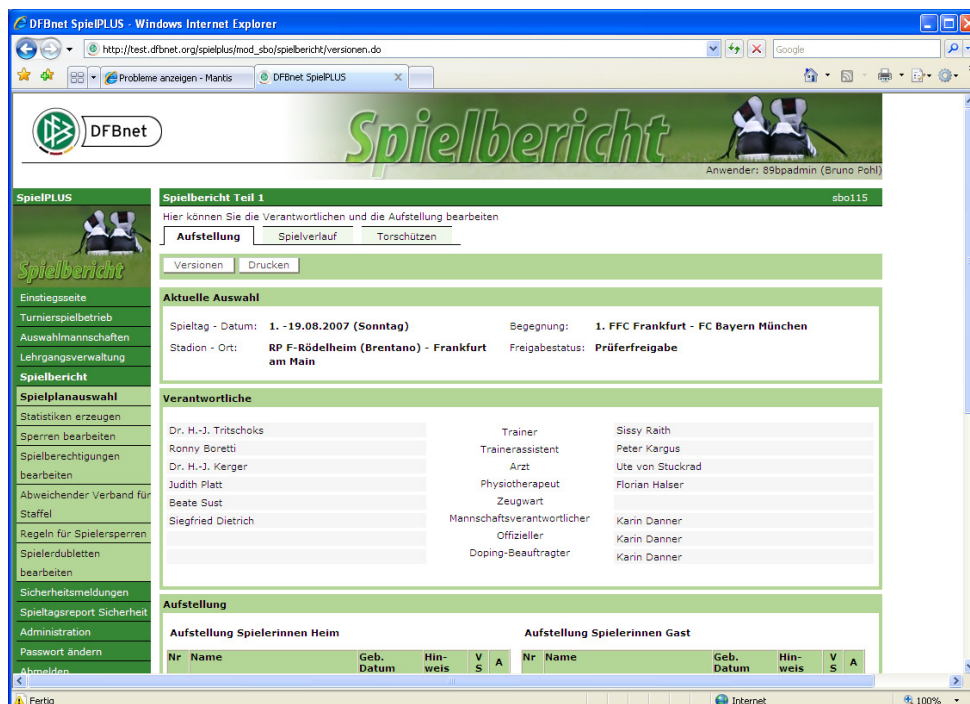 DFBnet SpielPLUS - Windows Internet Explorer
http://test.dfbnet.org/spielplus/mod_sbo/spielbericht/versionen.do
Google
Probleme anzeigen - Mantis
DFBnet SpielPLUS
DFBnet
Spielbericht
Anwender: 89bpadmin (Bruno Pohl)
SpielPLUS
Spielbericht
Einstiegsseite
Turnierspielbetrieb
Auswahlmannschaften
Lehrgangsverwaltung
Spielbericht
Spielplanauswahl
Statistiken erzeugen
Sperren bearbeiten
Spielberechtigungen
bearbeiten
Abweichender Verband für
Staffel
Regeln für Spielersperren
Spielerdubletten
bearbeiten
Sicherheitsmeldungen
Spieltagsreport Sicherheit
Administration
Passwort ändern
Abmelden
Spielbericht Teil 1 sbo115
Hier können Sie die Verantwortlichen und die Aufstellung bearbeiten
Aufstellung Spielverlauf Torschützen
Versionen Drucken
Aktuelle Auswahl
Spieltag - Datum: 1. -19.08.2007 (Sonntag) Begegnung: 1. FFC Frankfurt - FC Bayern München
Stadion - Ort: RP F-Rödelheim (Brentano) - Frankfurt Freigabestatus: Prüferfreigabe
am Main
Verantwortliche
Dr. H.-J. Tritschoks Trainer Sissy Raith
Ronny Boretti Trainerassistent Peter Kargus
Dr. H.-J. Kerger Arzt Ute von Stuckrad
Judith Platt Physiotherapeut Florian Halser
Beate Sust Zeugwart
Siegfried Dietrich Mannschaftsverantwortlicher Karin Danner
Offizieller Karin Danner
Doping-Beauftragter Karin Danner
Aufstellung
Aufstellung Spielerinnen Heim Aufstellung Spielerinnen Gast
Nr Name Geb. Hin- V A Nr Name Geb. Hin- V A
Datum weis S Datum weis S
Fertig Internet 100%